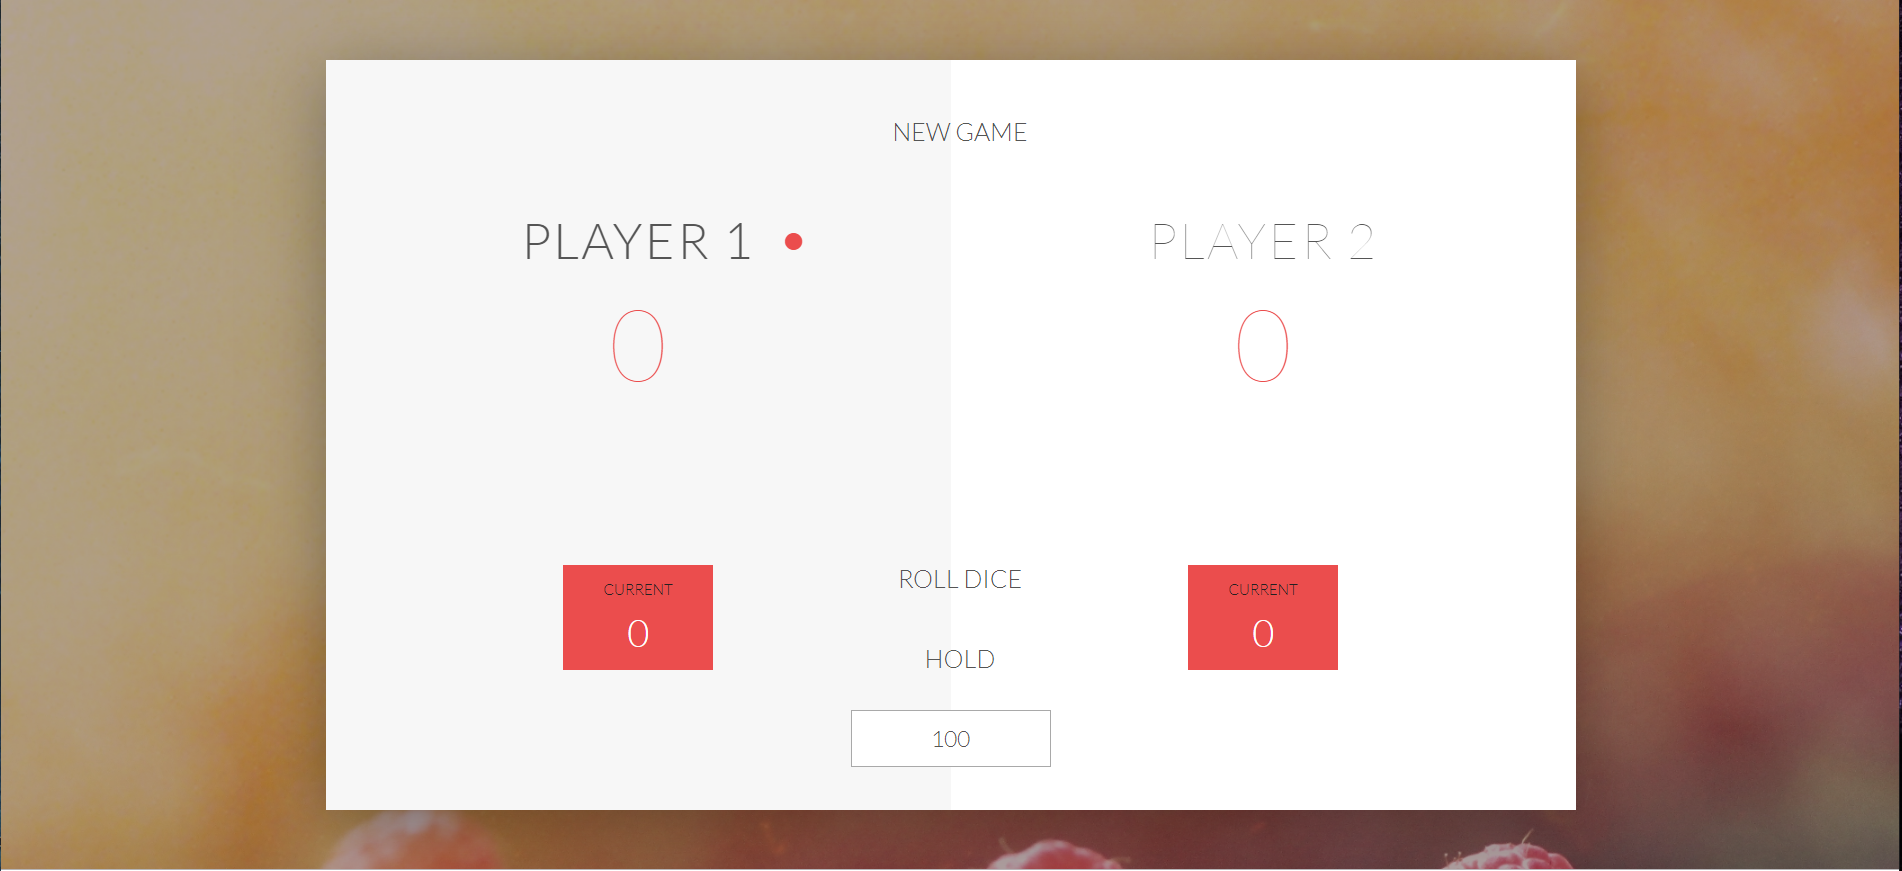 NEW GAME
PLAYER 1
0
PLAYER 2
0
CURRENT
0
ROLL DICE
HOLD
100
CURRENT
0